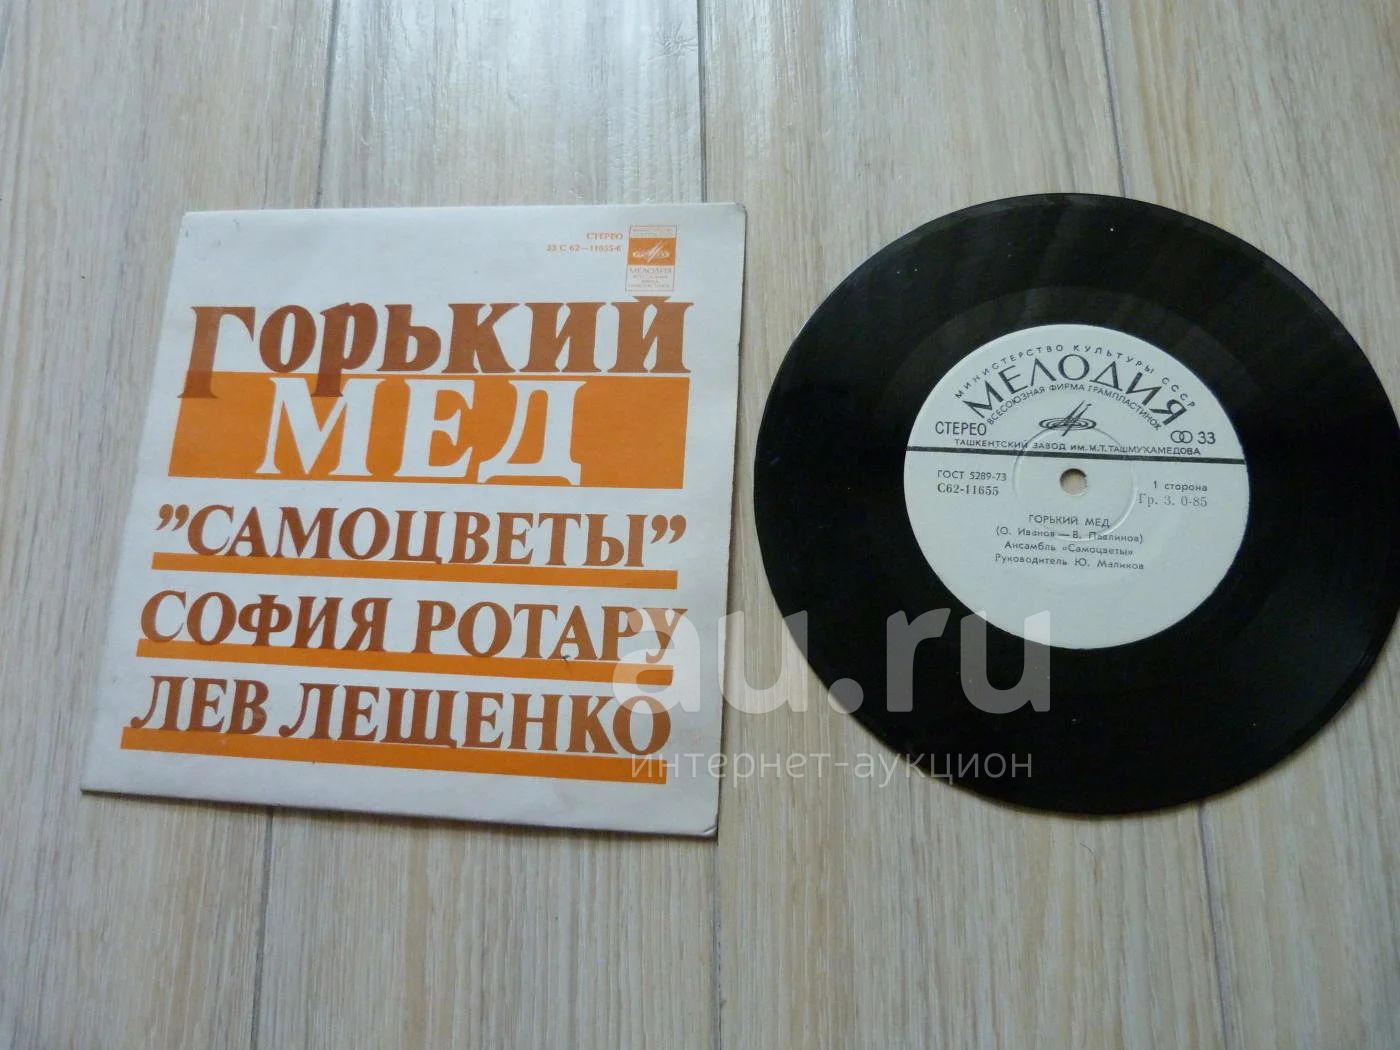 СТЕРЕО
33 С 62—11655-6
МЕЛОДИЯ
Горький
МЕД
"САМОЦВЕТЫ"
СОФИЯ РОТАРУ
ЛЕВ ЛЕЩЕНКО
МИНИСТЕРСТВО КУЛЬТУРЫ СССР
МЕЛОДИЯ
ВСЕСОЮЗНАЯ ФИРМА ГРАМПЛАСТИНОК
СТЕРЕО 33
ТАШКЕНТСКИЙ ЗАВОД ИМ. М.Т. ТАШМУХАМЕДОВА
ГОСТ 5289-73
С62-11655
1 сторона
Гр. 3. 0-85
ГОРЬКИЙ МЕД
(О. Иванов — В. Павлинов)
Ансамбль «Самоцветы»
Руководитель Ю. Маликов
au.ru
интернет-аукцион